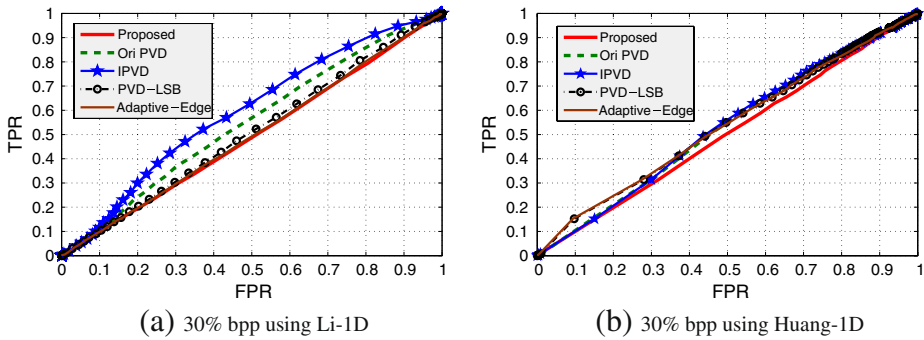 1
0.9
0.8
0.7
0.6
0.5
0.4
0.3
0.2
0.1
0
TPR
Proposed
Ori PVD
IPVD
PVD-LSB
Adaptive-Edge
0 0.1 0.2 0.3 0.4 0.5 0.6 0.7 0.8 0.9 1
FPR
(a) 30% bpp using Li-1D
1
0.9
0.8
0.7
0.6
0.5
0.4
0.3
0.2
0.1
0
TPR
Proposed
Ori PVD
IPVD
PVD-LSB
Adaptive-Edge
0 0.1 0.2 0.3 0.4 0.5 0.6 0.7 0.8 0.9 1
FPR
(b) 30% bpp using Huang-1D